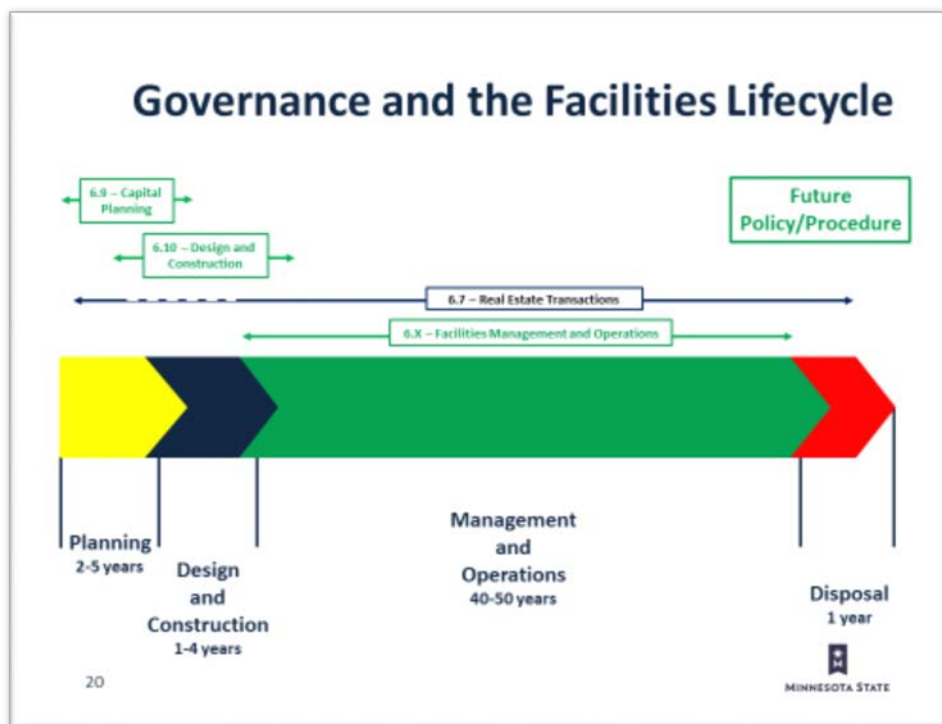 Governance and the Facilities Lifecycle
6.9 – Capital
Planning
Future
Policy/Procedure
6.10 – Design and
Construction
6.7 – Real Estate Transactions
6.X – Facilities Management and Operations
Planning
2-5 years
Design
and
Construction
1-4 years
Management
and
Operations
40-50 years
Disposal
1 year
20
MINNESOTA STATE